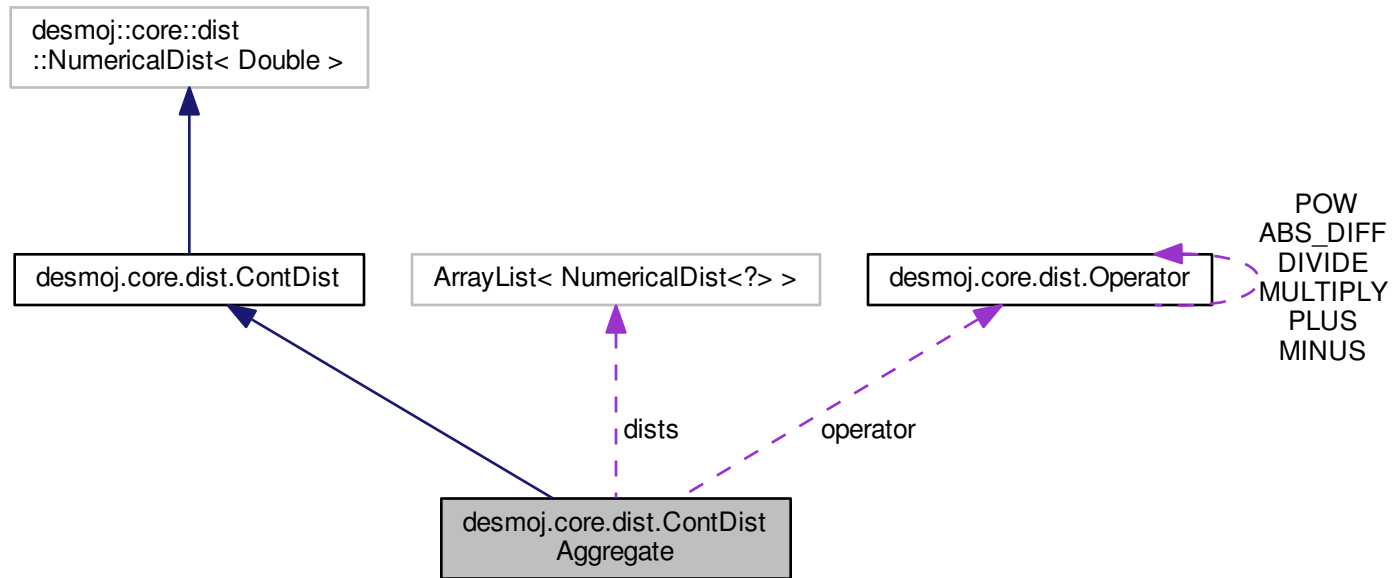 desmoj::core::dist
::NumericalDist< Double >
POW
ABS_DIFF
DIVIDE
MULTIPLY
PLUS
MINUS
desmoj.core.dist.ContDist
ArrayList< NumericalDist<?> >
desmoj.core.dist.Operator
dists
operator
desmoj.core.dist.ContDist
Aggregate